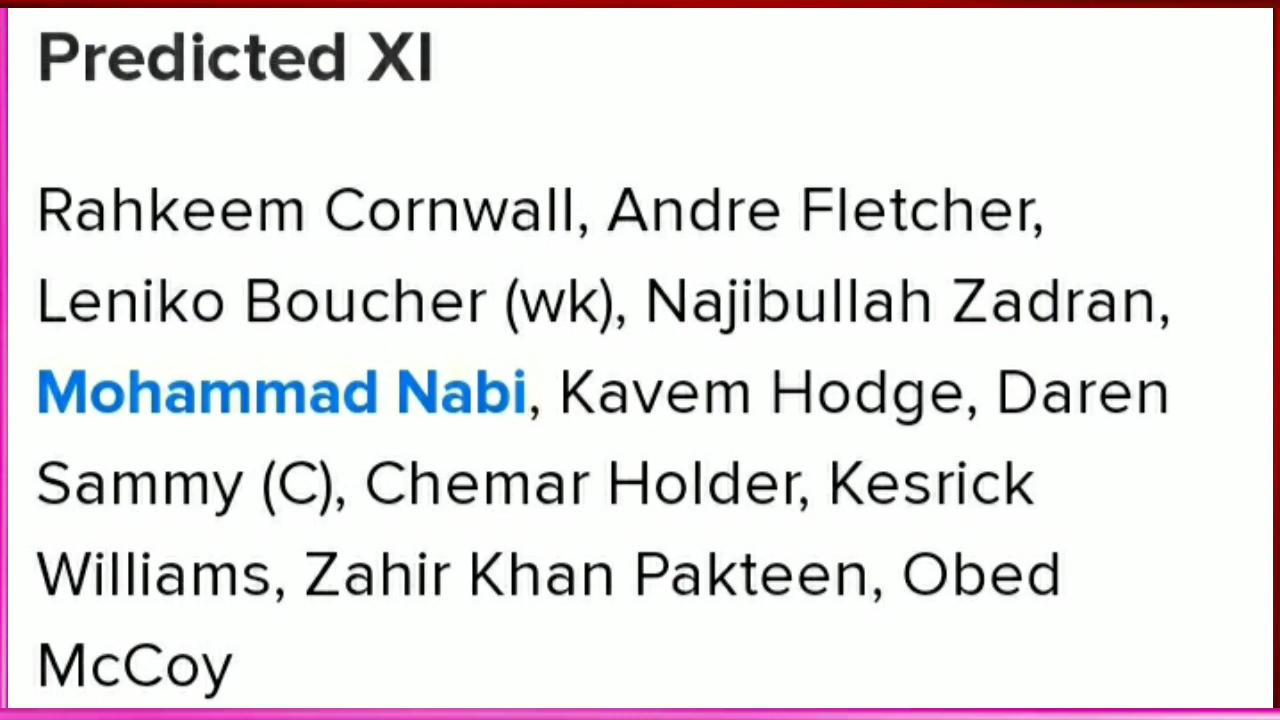 Predicted XI
Rahkeem Cornwall, Andre Fletcher,
Leniko Boucher (wk), Najibullah Zadran,
Mohammad Nabi, Kavem Hodge, Daren
Sammy (C), Chemar Holder, Kesrick
Williams, Zahir Khan Pakteen, Obed
McCoy